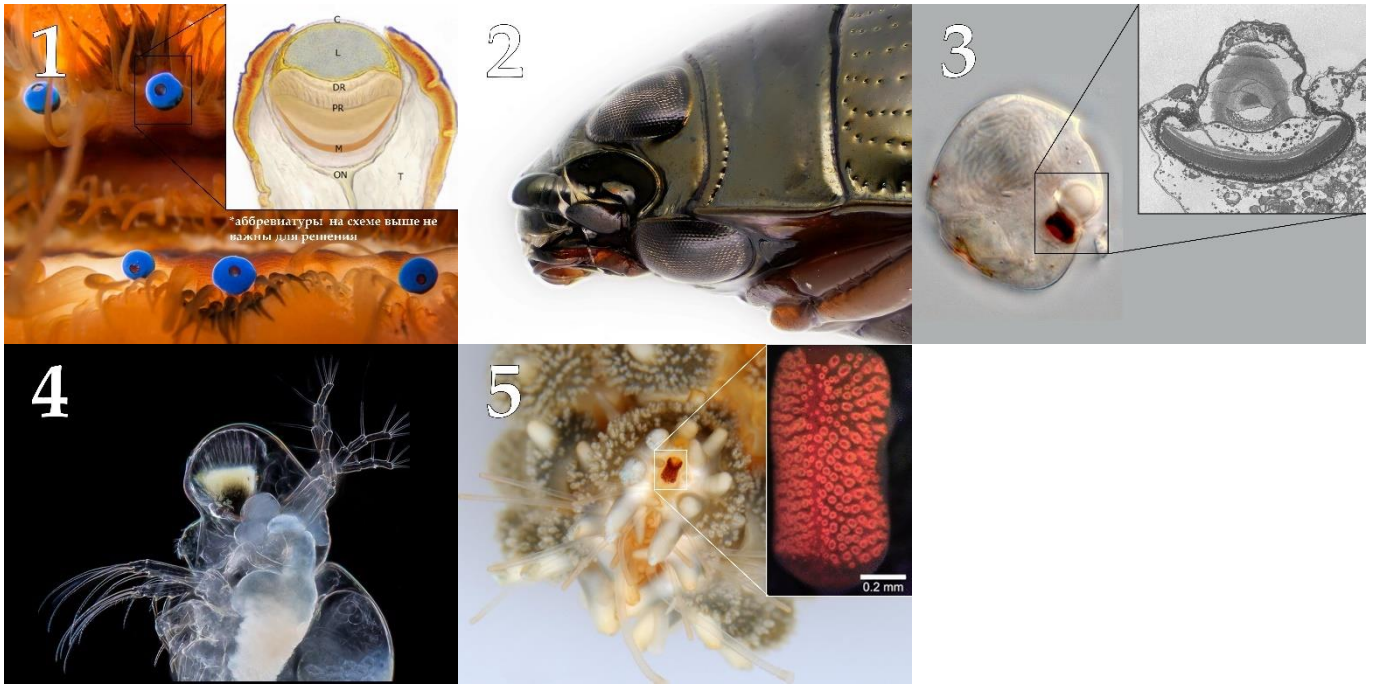 1
C
L
DR
PR
M
ON
T
*аббревиатуры на схеме выше не
важны для решения
2
3
4
5
0.2 mm